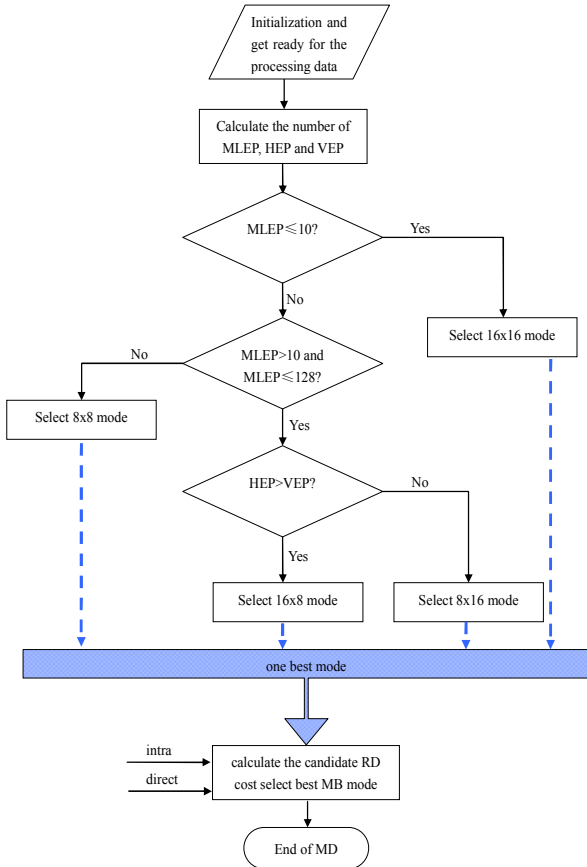 Initialization and
get ready for the
processing data
Calculate the number of
MLEP, HEP and VEP
MLEP≤10?
Yes
No
Select 16x16 mode
MLEP>10 and
MLEP≤128?
No
Select 8x8 mode
Yes
HEP>VEP?
No
Yes
Select 16x8 mode
Select 8x16 mode
one best mode
intra
direct
calculate the candidate RD
cost select best MB mode
End of MD